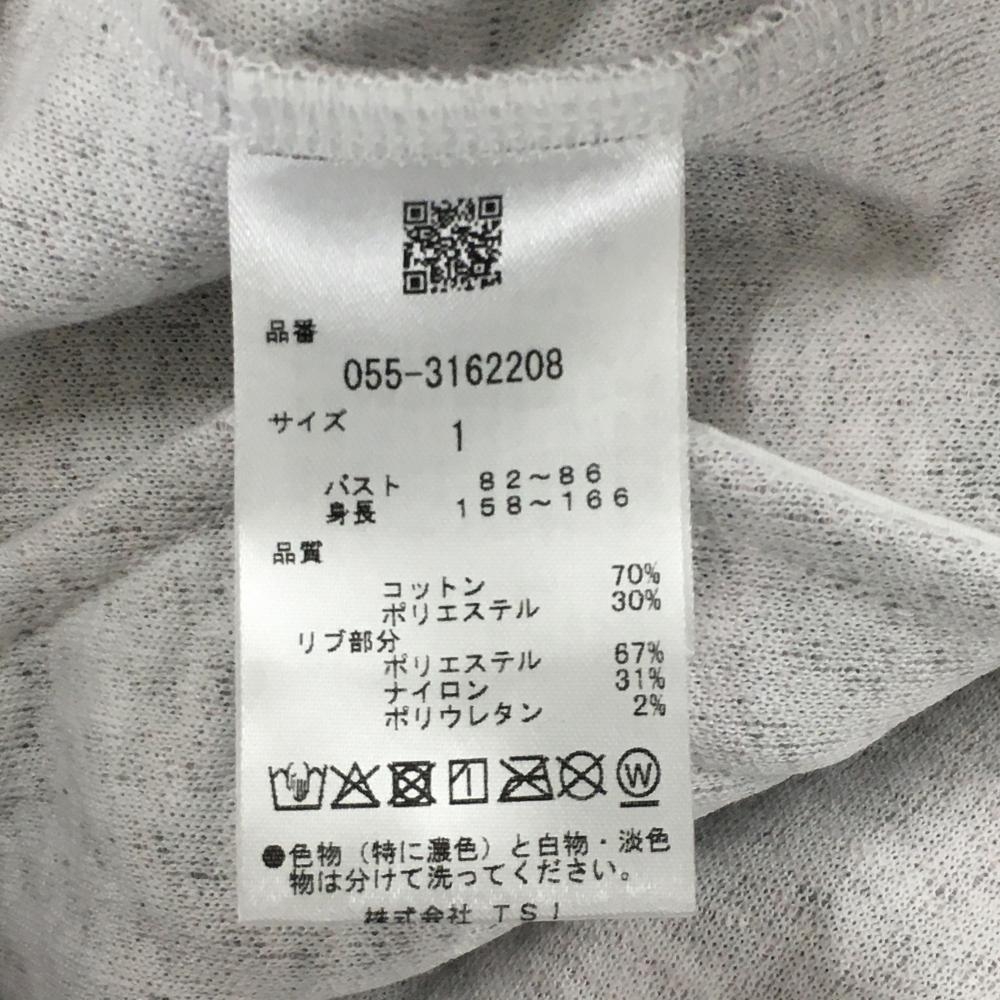 品番
055-3162208
サイズ 1
バスト 82~86
身長 158~166
品質
コットン 70%
ポリエステル 30%
リブ部分
ポリエステル 67%
ナイロン 31%
ポリウレタン 2%
W
●色物（特に濃色）と白物・淡色
物は分けて洗ってください。
株式会社 TSI